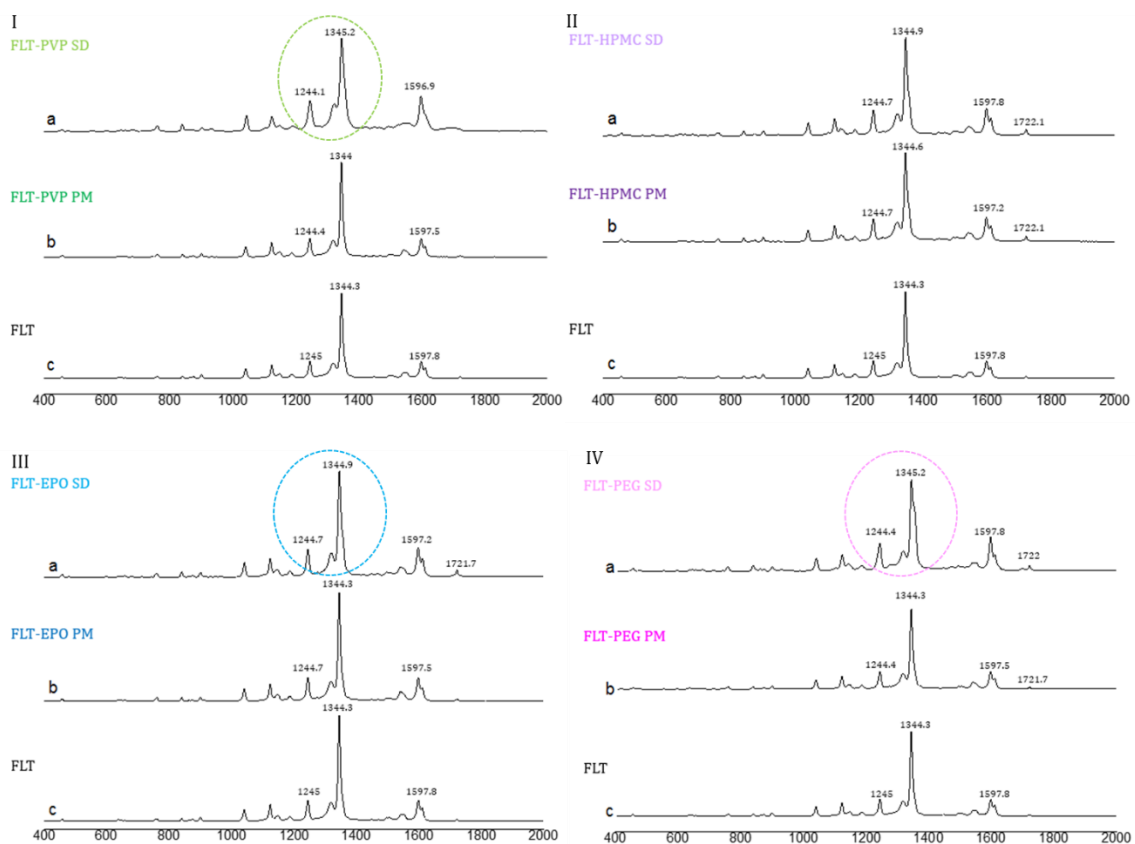 I
FLT-PVP SD
1345.2
1244.1
1596.9
a
FLT-PVP PM
1344
1244.4
1597.5
b
FLT
1344.3
1245
1597.8
c
400 600 800 1000 1200 1400 1600 1800 2000
II
FLT-HPMC SD
1344.9
1244.7
1597.8
1722.1
a
FLT-HPMC PM
1344.6
1244.7
1597.2
1722.1
b
FLT
1344.3
1245
1597.8
c
400 600 800 1000 1200 1400 1600 1800 2000
III
FLT-EPO SD
1344.9
1244.7
1597.2
1721.7
a
FLT-EPO PM
1344.3
1244.7
1597.5
b
FLT
1344.3
1245
1597.8
c
400 600 800 1000 1200 1400 1600 1800 2000
IV
FLT-PEG SD
1345.2
1244.4
1597.8
1722
a
FLT-PEG PM
1344.3
1244.4
1597.5
1721.7
b
FLT
1344.3
1245
1597.8
c
400 600 800 1000 1200 1400 1600 1800 2000